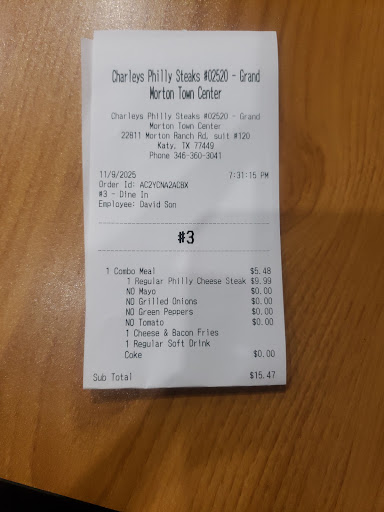 Charleys Philly Steaks #02520 - Grand
Morton Town Center
Charleys Philly Steaks #02520 - Grand
Morton Town Center
22811 Morton Ranch Rd, suit #120
Katy, TX 77449
Phone 346-360-3041
11/9/2025 7:31:15 PM
Order Id: AC2YCNA2ACBX
#3 - Dine In
Employee: David Son
#3
1 Combo Meal $5.48
1 Regular Philly Cheese Steak $9.99
NO Mayo $0.00
NO Grilled Onions $0.00
NO Green Peppers $0.00
NO Tomato $0.00
1 Cheese & Bacon Fries
1 Regular Soft Drink
Coke $0.00
Sub Total $15.47